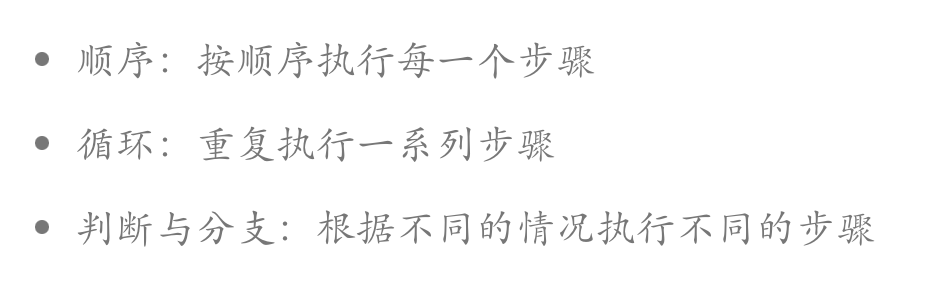 • 顺序：按顺序执行每一个步骤
• 循环：重复执行一系列步骤
• 判断与分支：根据不同的情况执行不同的步骤